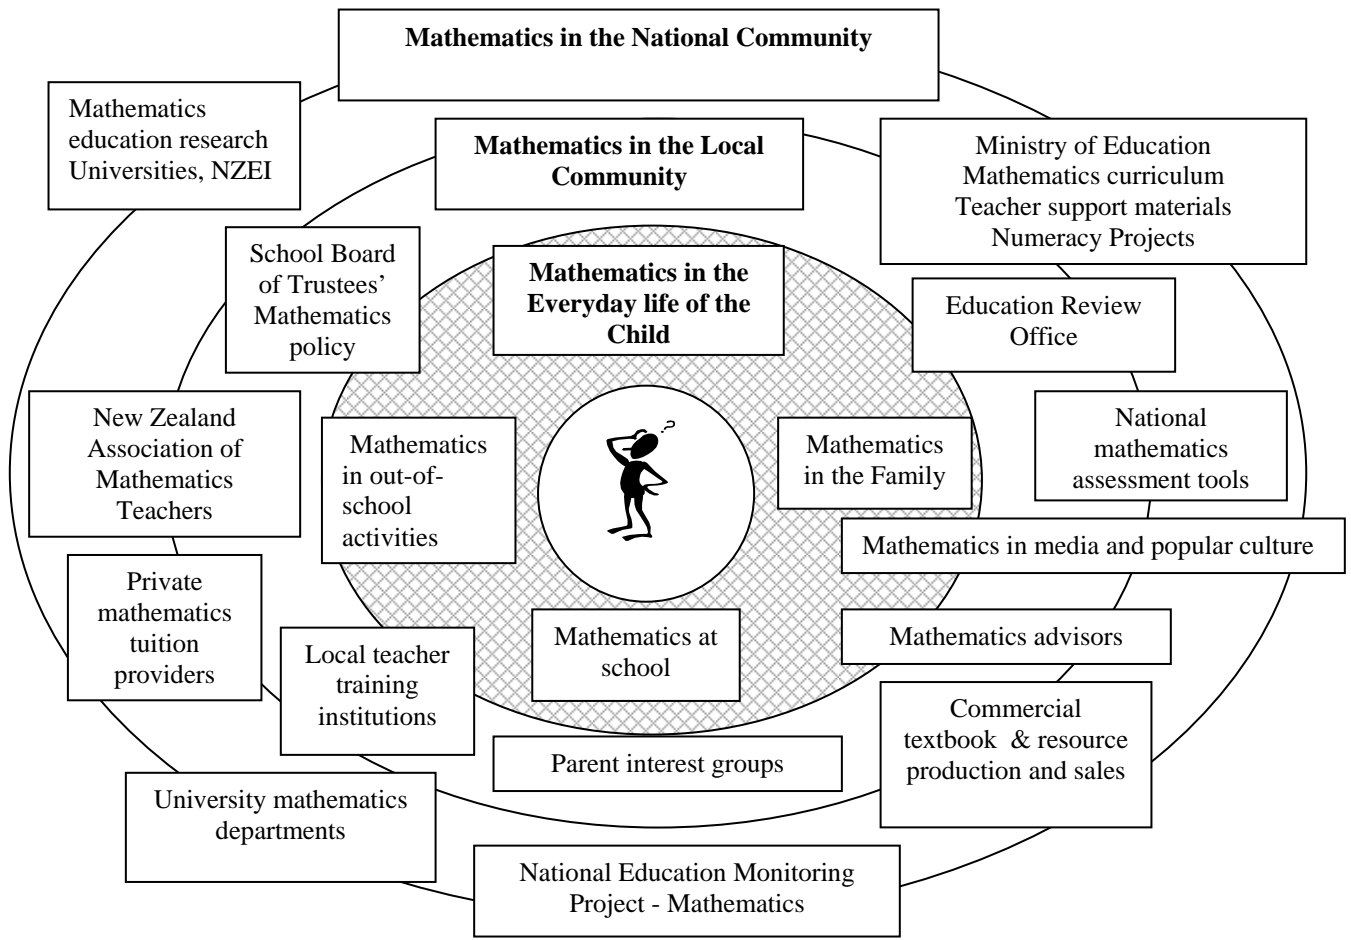 Mathematics in the National Community
Mathematics
education research
Universities, NZEI
Mathematics in the Local
Community
Ministry of Education
Mathematics curriculum
Teacher support materials
Numeracy Projects
School Board
of Trustees’
Mathematics
policy
Mathematics in the
Everyday life of the
Child
Education Review
Office
New Zealand
Association of
Mathematics
Teachers
Mathematics
in out-of-
school
activities
?
Mathematics
in the Family
National
mathematics
assessment tools
Mathematics in media and popular culture
Private
mathematics
tuition
providers
Local teacher
training
institutions
Mathematics at
school
Mathematics advisors
Commercial
textbook & resource
production and sales
Parent interest groups
University mathematics
departments
National Education Monitoring
Project - Mathematics